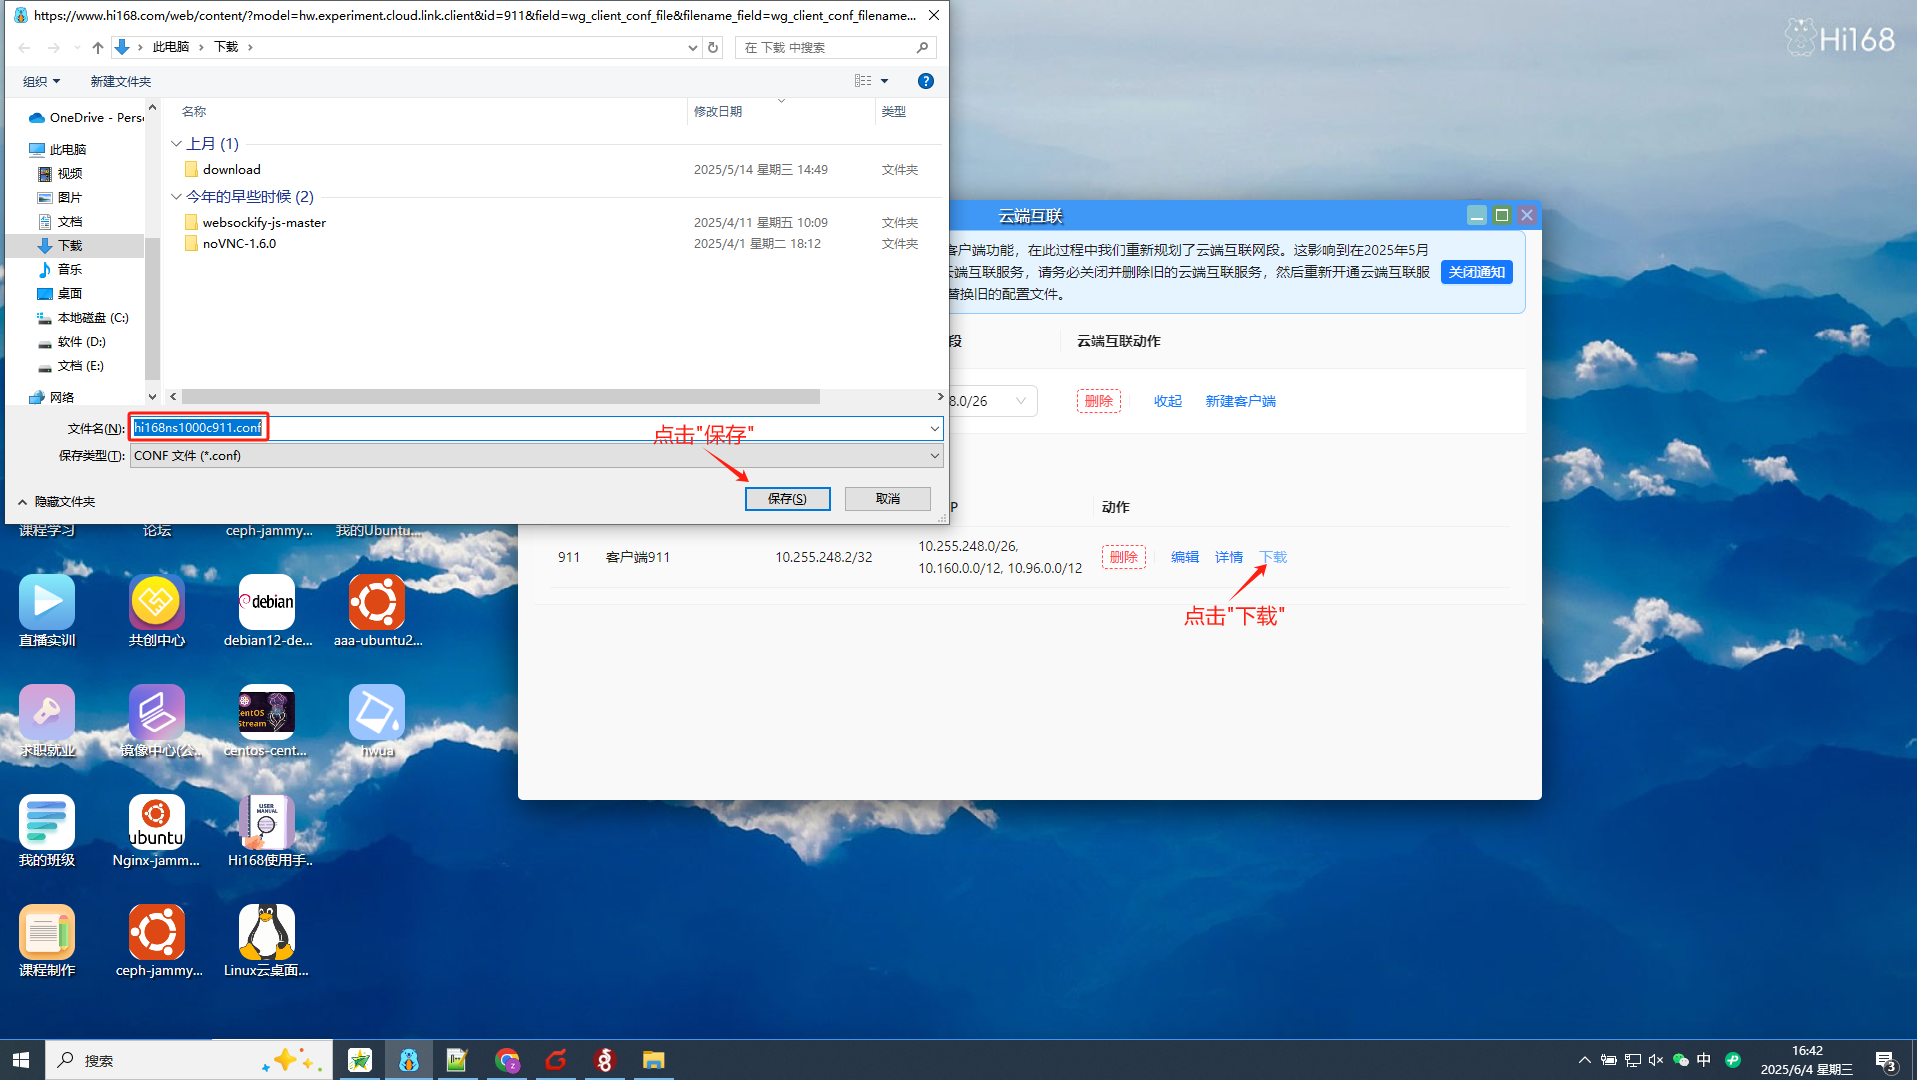 https://www.hi168.com/web/content/?model=hw.experiment.cloud.link.client&id=911&field=wg_client_conf_file&filename_field=wg_client_conf_filename...
此电脑
下载
在 下载 中搜索
组织
新建文件夹
OneDrive - Pers
此电脑
视频
图片
文档
下载
音乐
桌面
本地磁盘 (C:)
软件 (D:)
文档 (E:)
网络
名称
修改日期
类型
上月 (1)
download
2025/5/14 星期三 14:49
文件夹
今年的早些时候 (2)
websockify-js-master
2025/4/11 星期五 10:09
文件夹
noVNC-1.6.0
2025/4/1 星期二 18:12
文件夹
文件名(N):
hi168ns1000c911.conf
保存类型(T):
CONF 文件 (*.conf)
点击"保存"
隐藏文件夹
保存(S)
取消
Hi168
云端互联
客户端功能，在此过程中我们重新规划了云端互联网段。这影响到在2025年5月
端互联服务，请务必关闭并删除旧的云端互联服务，然后重新开通云端互联服
替换旧的配置文件。
关闭通知
段
云端互联动作
8.0/26
删除
收起
新建客户端
P
动作
911
客户端911
10.255.248.2/32
10.255.248.0/26,
10.160.0.0/12, 10.96.0.0/12
删除
编辑
详情
下载
点击"下载"
课程学习
论坛
ceph-jammy...
我的Ubuntu...
直播实训
共创中心
debian
debian12-de...
aaa-ubuntu2...
求职就业
镜像中心(公...
CentOS
Stream
centos-cent...
hwua
我的班级
ubuntu
Nginx-jamm...
USER
MANUAL
Hi168使用手..
课程制作
ceph-jammy...
Linux云桌面...
搜索
中
16:42
2025/6/4 星期三
3